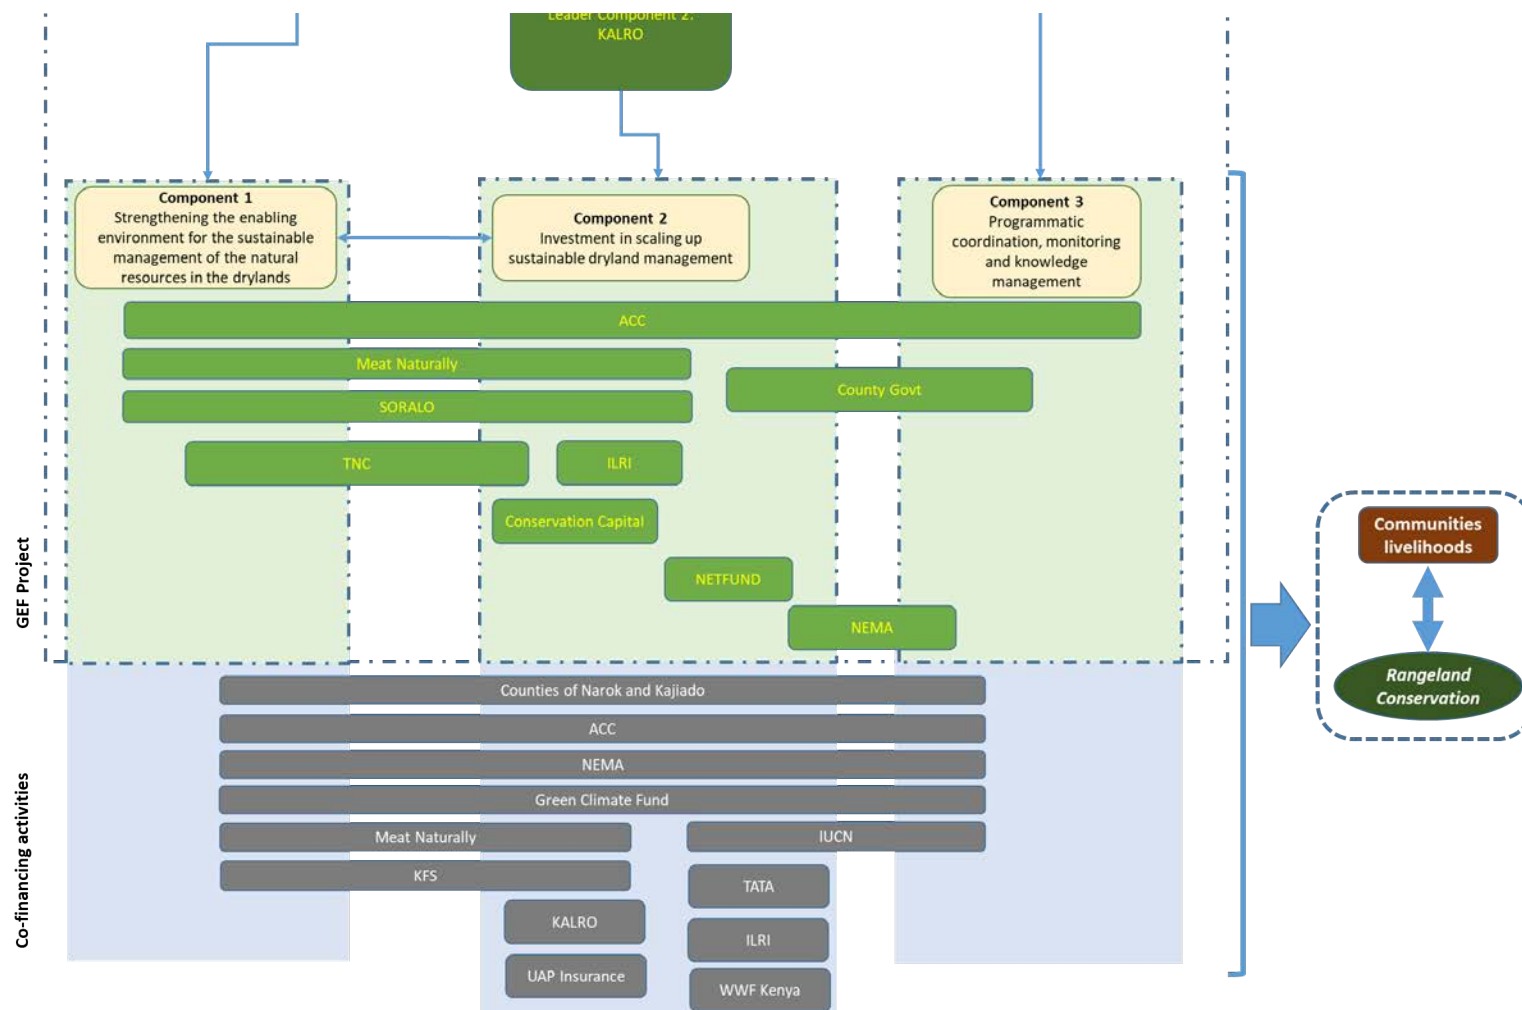 Leader Component 2:
KALRO
Component 1
Strengthening the enabling
environment for the sustainable
management of the natural
resources in the drylands
Component 2
Investment in scaling up
sustainable dryland management
Component 3
Programmatic
coordination, monitoring
and knowledge
management
ACC
Meat Naturally
County Govt
SORALO
TNC
ILRI
Conservation Capital
NETFUND
NEMA
GEF Project
Counties of Narok and Kajiado
ACC
NEMA
Green Climate Fund
Meat Naturally
IUCN
KFS
TATA
KALRO
ILRI
UAP Insurance
WWF Kenya
Co-financing activities
Communities
livelihoods
Rangeland
Conservation